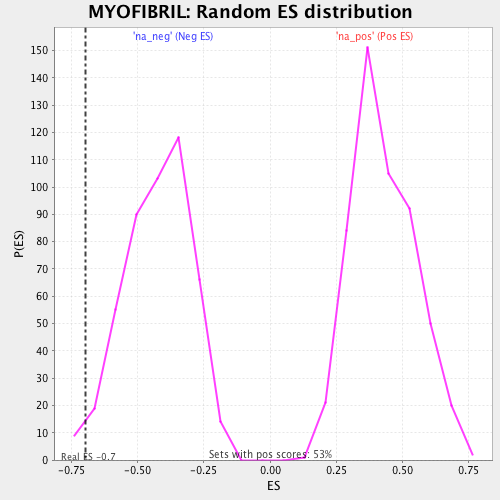 MYOFIBRIL: Random ES distribution
'na_neg' (Neg ES) 'na_pos' (Pos ES)
150
140
130
120
110
100
90
80
70
60
50
40
30
20
10
0
P(ES)
Real ES -0.7 Sets with pos scores: 53%
-0.75 -0.50 -0.25 0.00 0.25 0.50 0.75
ES